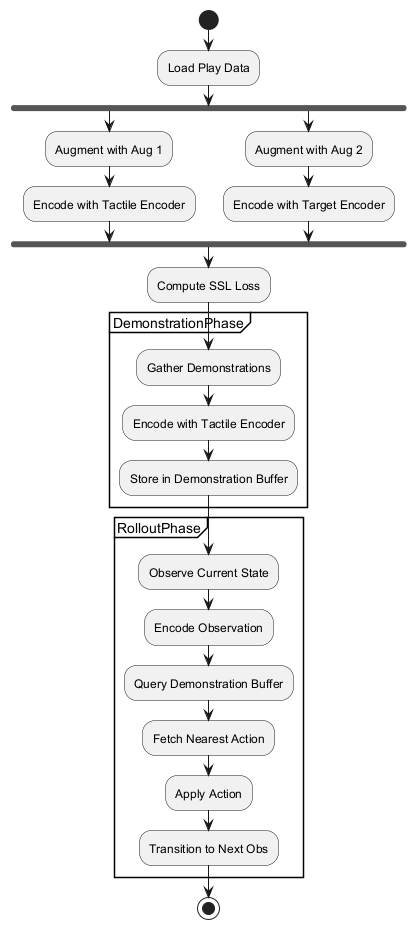 Load Play Data
Augment with Aug 1
Augment with Aug 2
Encode with Tactile Encoder
Encode with Target Encoder
Compute SSL Loss
DemonstrationPhase
Gather Demonstrations
Encode with Tactile Encoder
Store in Demonstration Buffer
RolloutPhase
Observe Current State
Encode Observation
Query Demonstration Buffer
Fetch Nearest Action
Apply Action
Transition to Next Obs